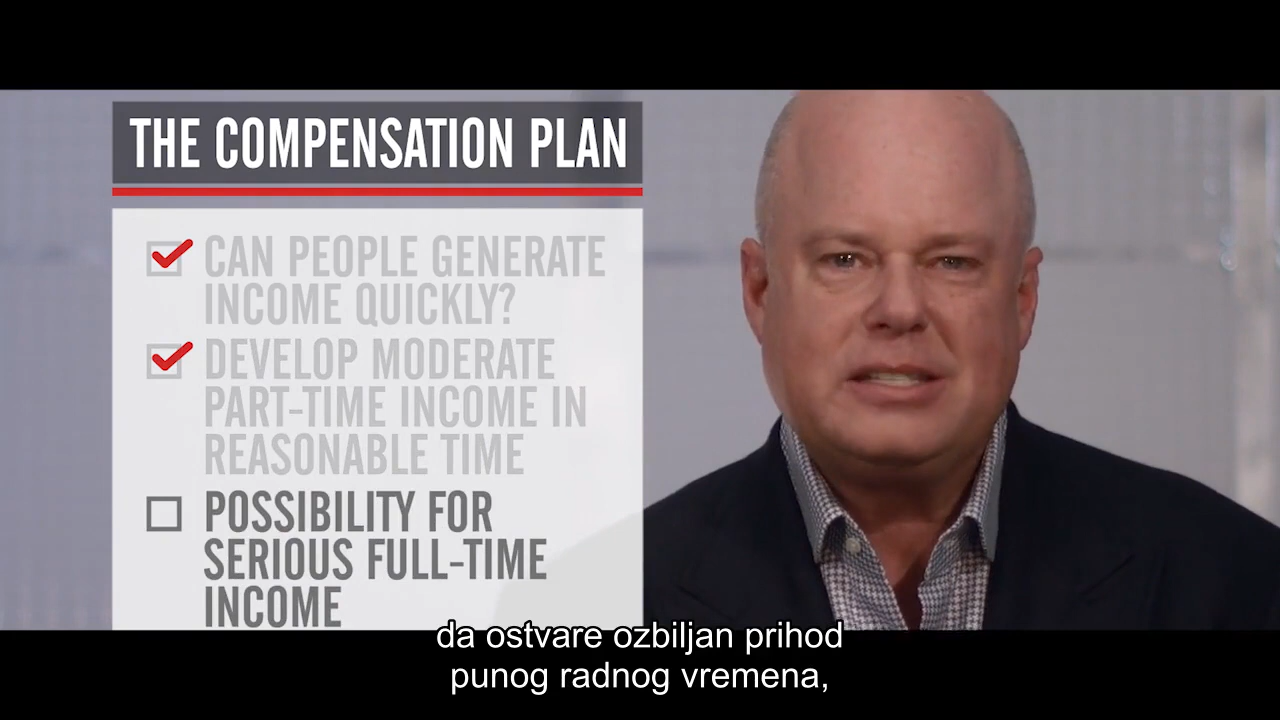 THE COMPENSATION PLAN
CAN PEOPLE GENERATE
INCOME QUICKLY?
DEVELOP MODERATE
PART-TIME INCOME IN
REASONABLE TIME
POSSIBILITY FOR
SERIOUS FULL-TIME
INCOME
da ostvare ozbiljan prihod
punog radnog vremena,